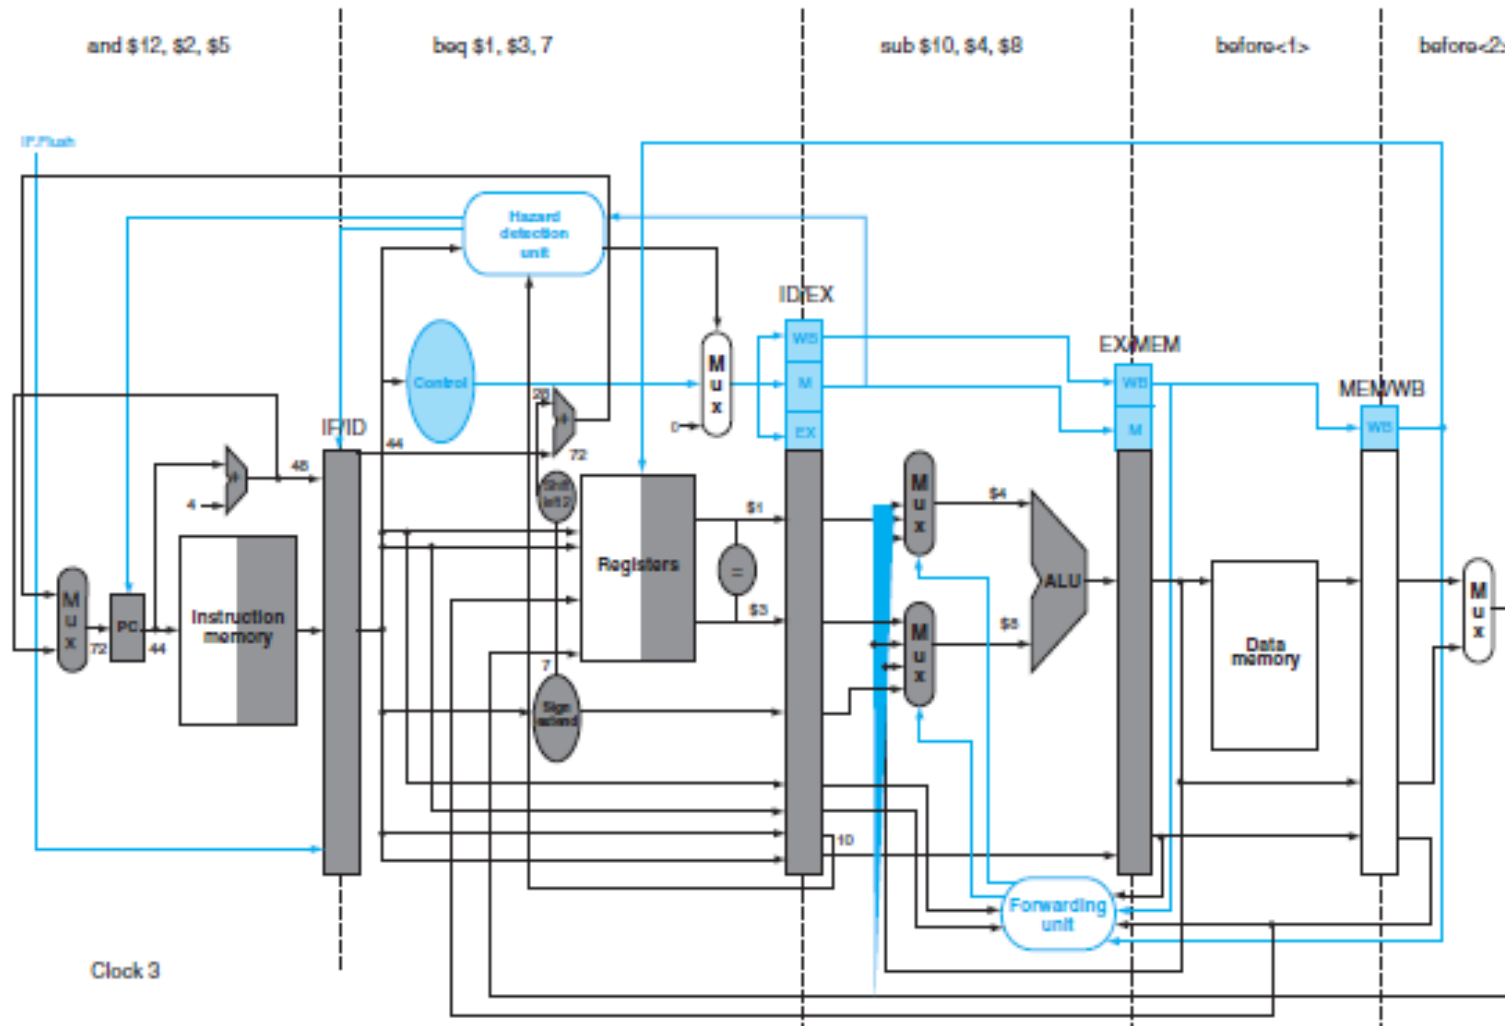 and $12, $2, $5
beq $1, $3, 7
sub $10, $4, $8
before<1>
before<2>
IF.Flush
Hazard
detection
unit
ID/EX
WB
M
EX
Control
M
u
x
0
EX/MEM
WB
M
MEM/WB
WB
IF/ID
44
28
+
72
48
+
4
Shift
left 2
M
u
x
$4
$1
Registers
=
$3
ALU
M
u
x
72
PC
44
Instruction
memory
M
u
x
$8
Data
memory
M
u
x
7
Sign
extend
10
Forwarding
unit
Clock 3